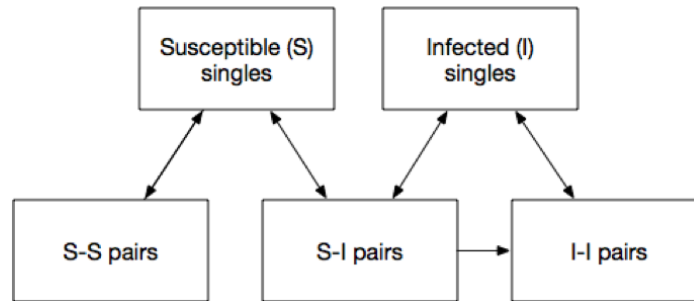 Susceptible (S)
singles
Infected (I)
singles
S-S pairs
S-I pairs
I-I pairs